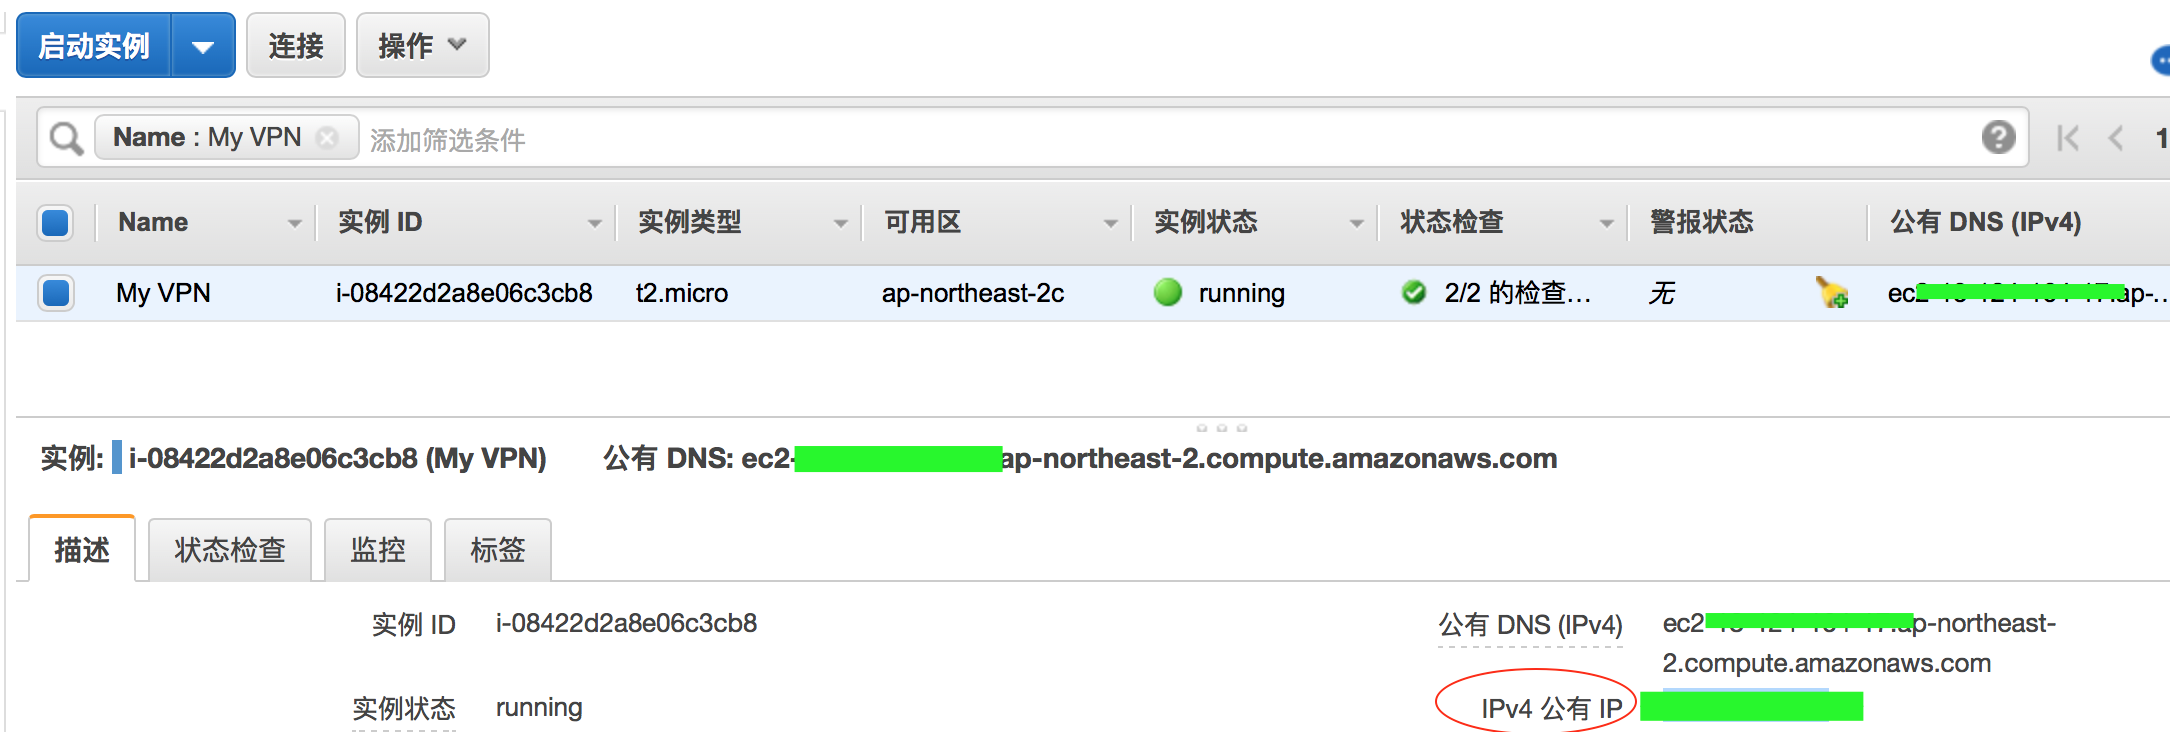 启动实例 连接 操作
Name : My VPN 添加筛选条件 1
Name 实例 ID 实例类型 可用区 实例状态 状态检查 警报状态 公有 DNS (IPv4)
My VPN i-08422d2a8e06c3cb8 t2.micro ap-northeast-2c running 2/2 的检查… 无 ec2 ap-…
实例: i-08422d2a8e06c3cb8 (My VPN) 公有 DNS: ec2- ap-northeast-2.compute.amazonaws.com
描述 状态检查 监控 标签
实例 ID i-08422d2a8e06c3cb8 公有 DNS (IPv4) ec2 ap-northeast-
2.compute.amazonaws.com
实例状态 running IPv4 公有 IP